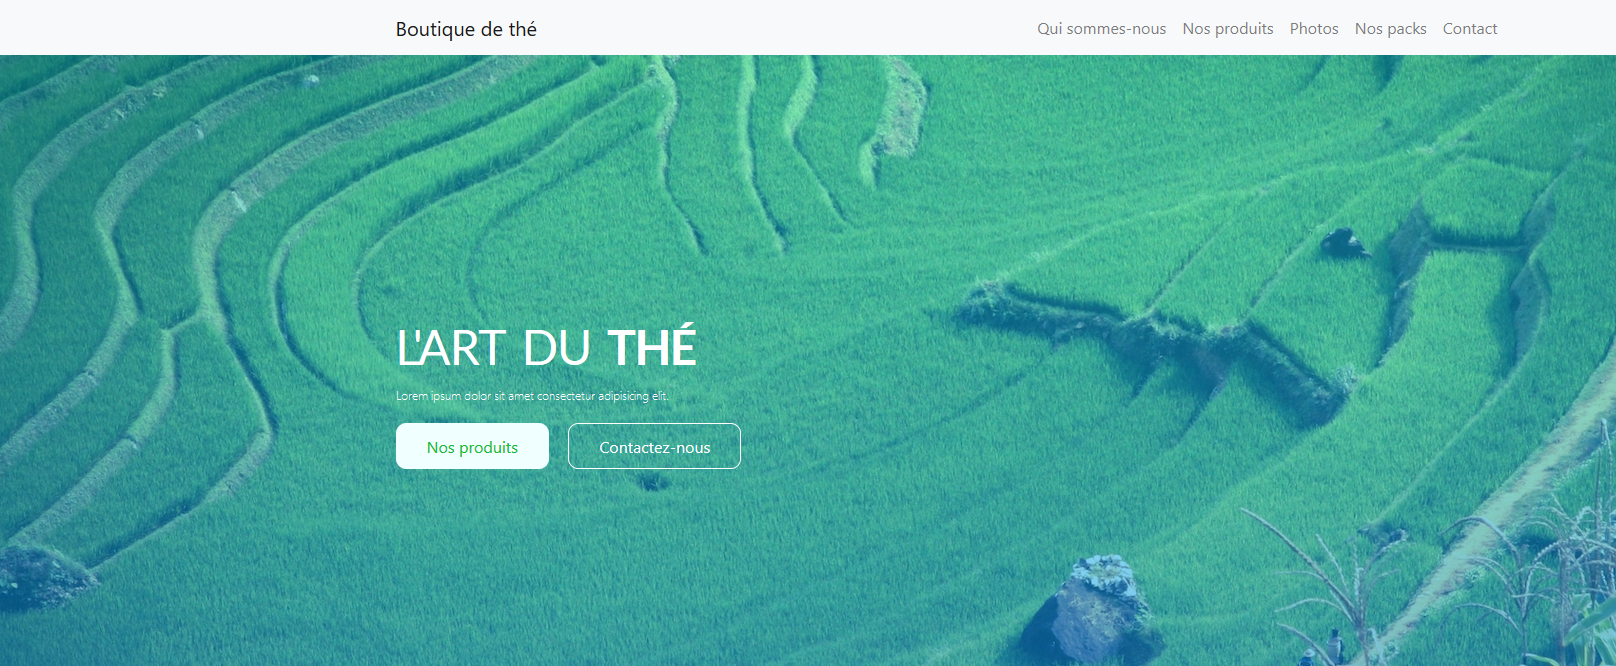 Boutique de thé
Qui sommes-nous Nos produits Photos Nos packs Contact
L'ART DU THÉ
Lorem ipsum dolor sit amet consectetur adipisicing elit.
Nos produits Contactez-nous